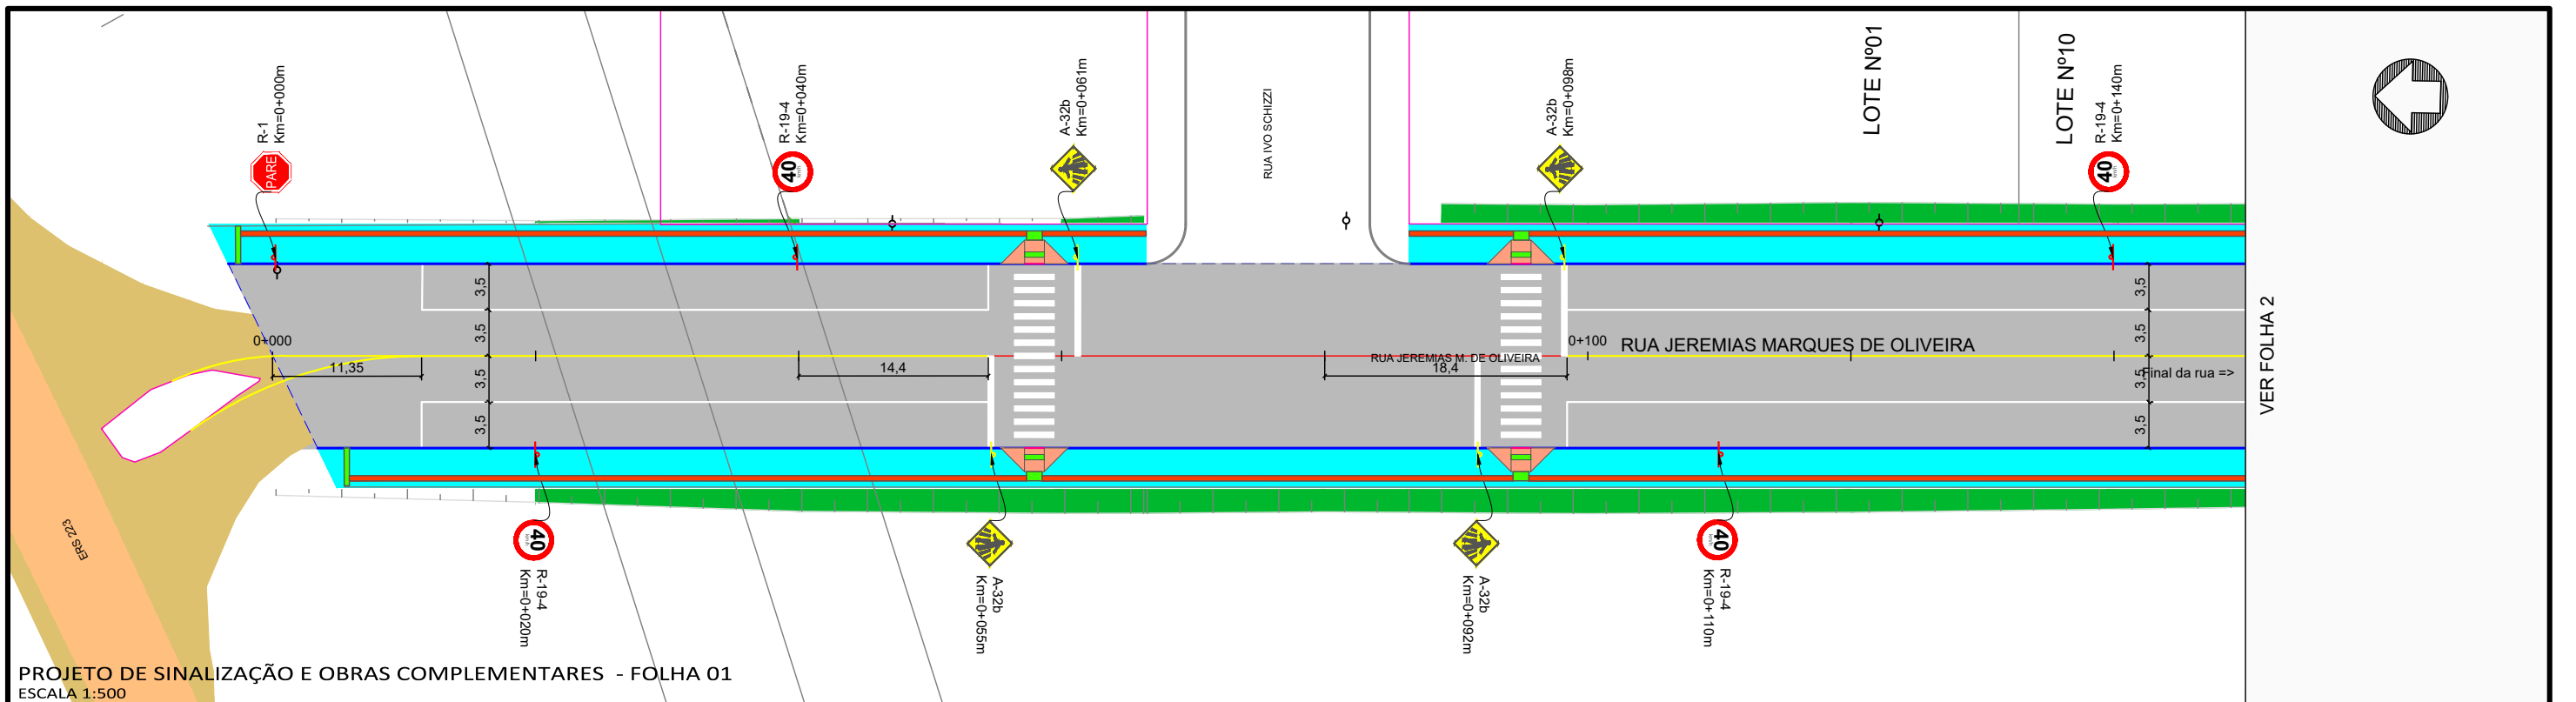 R-1
Km=0+000m
PARE
R-19-4
Km=0+040m
40
km/h
A-32b
Km=0+061m
RUA IVO SCHIZZI
A-32b
Km=0+098m
LOTE Nº01
LOTE Nº10
R-19-4
Km=0+140m
40
km/h
3,5
3,5
3,5
3,5
0+000
11,35
14,4
RUA JEREMIAS M. DE OLIVEIRA
18,4
0+100
RUA JEREMIAS MARQUES DE OLIVEIRA
3,5
3,5
3,5
3,5
Final da rua =>
VER FOLHA 2
ERS 223
40
km/h
R-19-4
Km=0+020m
A-32b
Km=0+055m
A-32b
Km=0+092m
40
km/h
R-19-4
Km=0+110m
PROJETO DE SINALIZAÇÃO E OBRAS COMPLEMENTARES - FOLHA 01
ESCALA 1:500